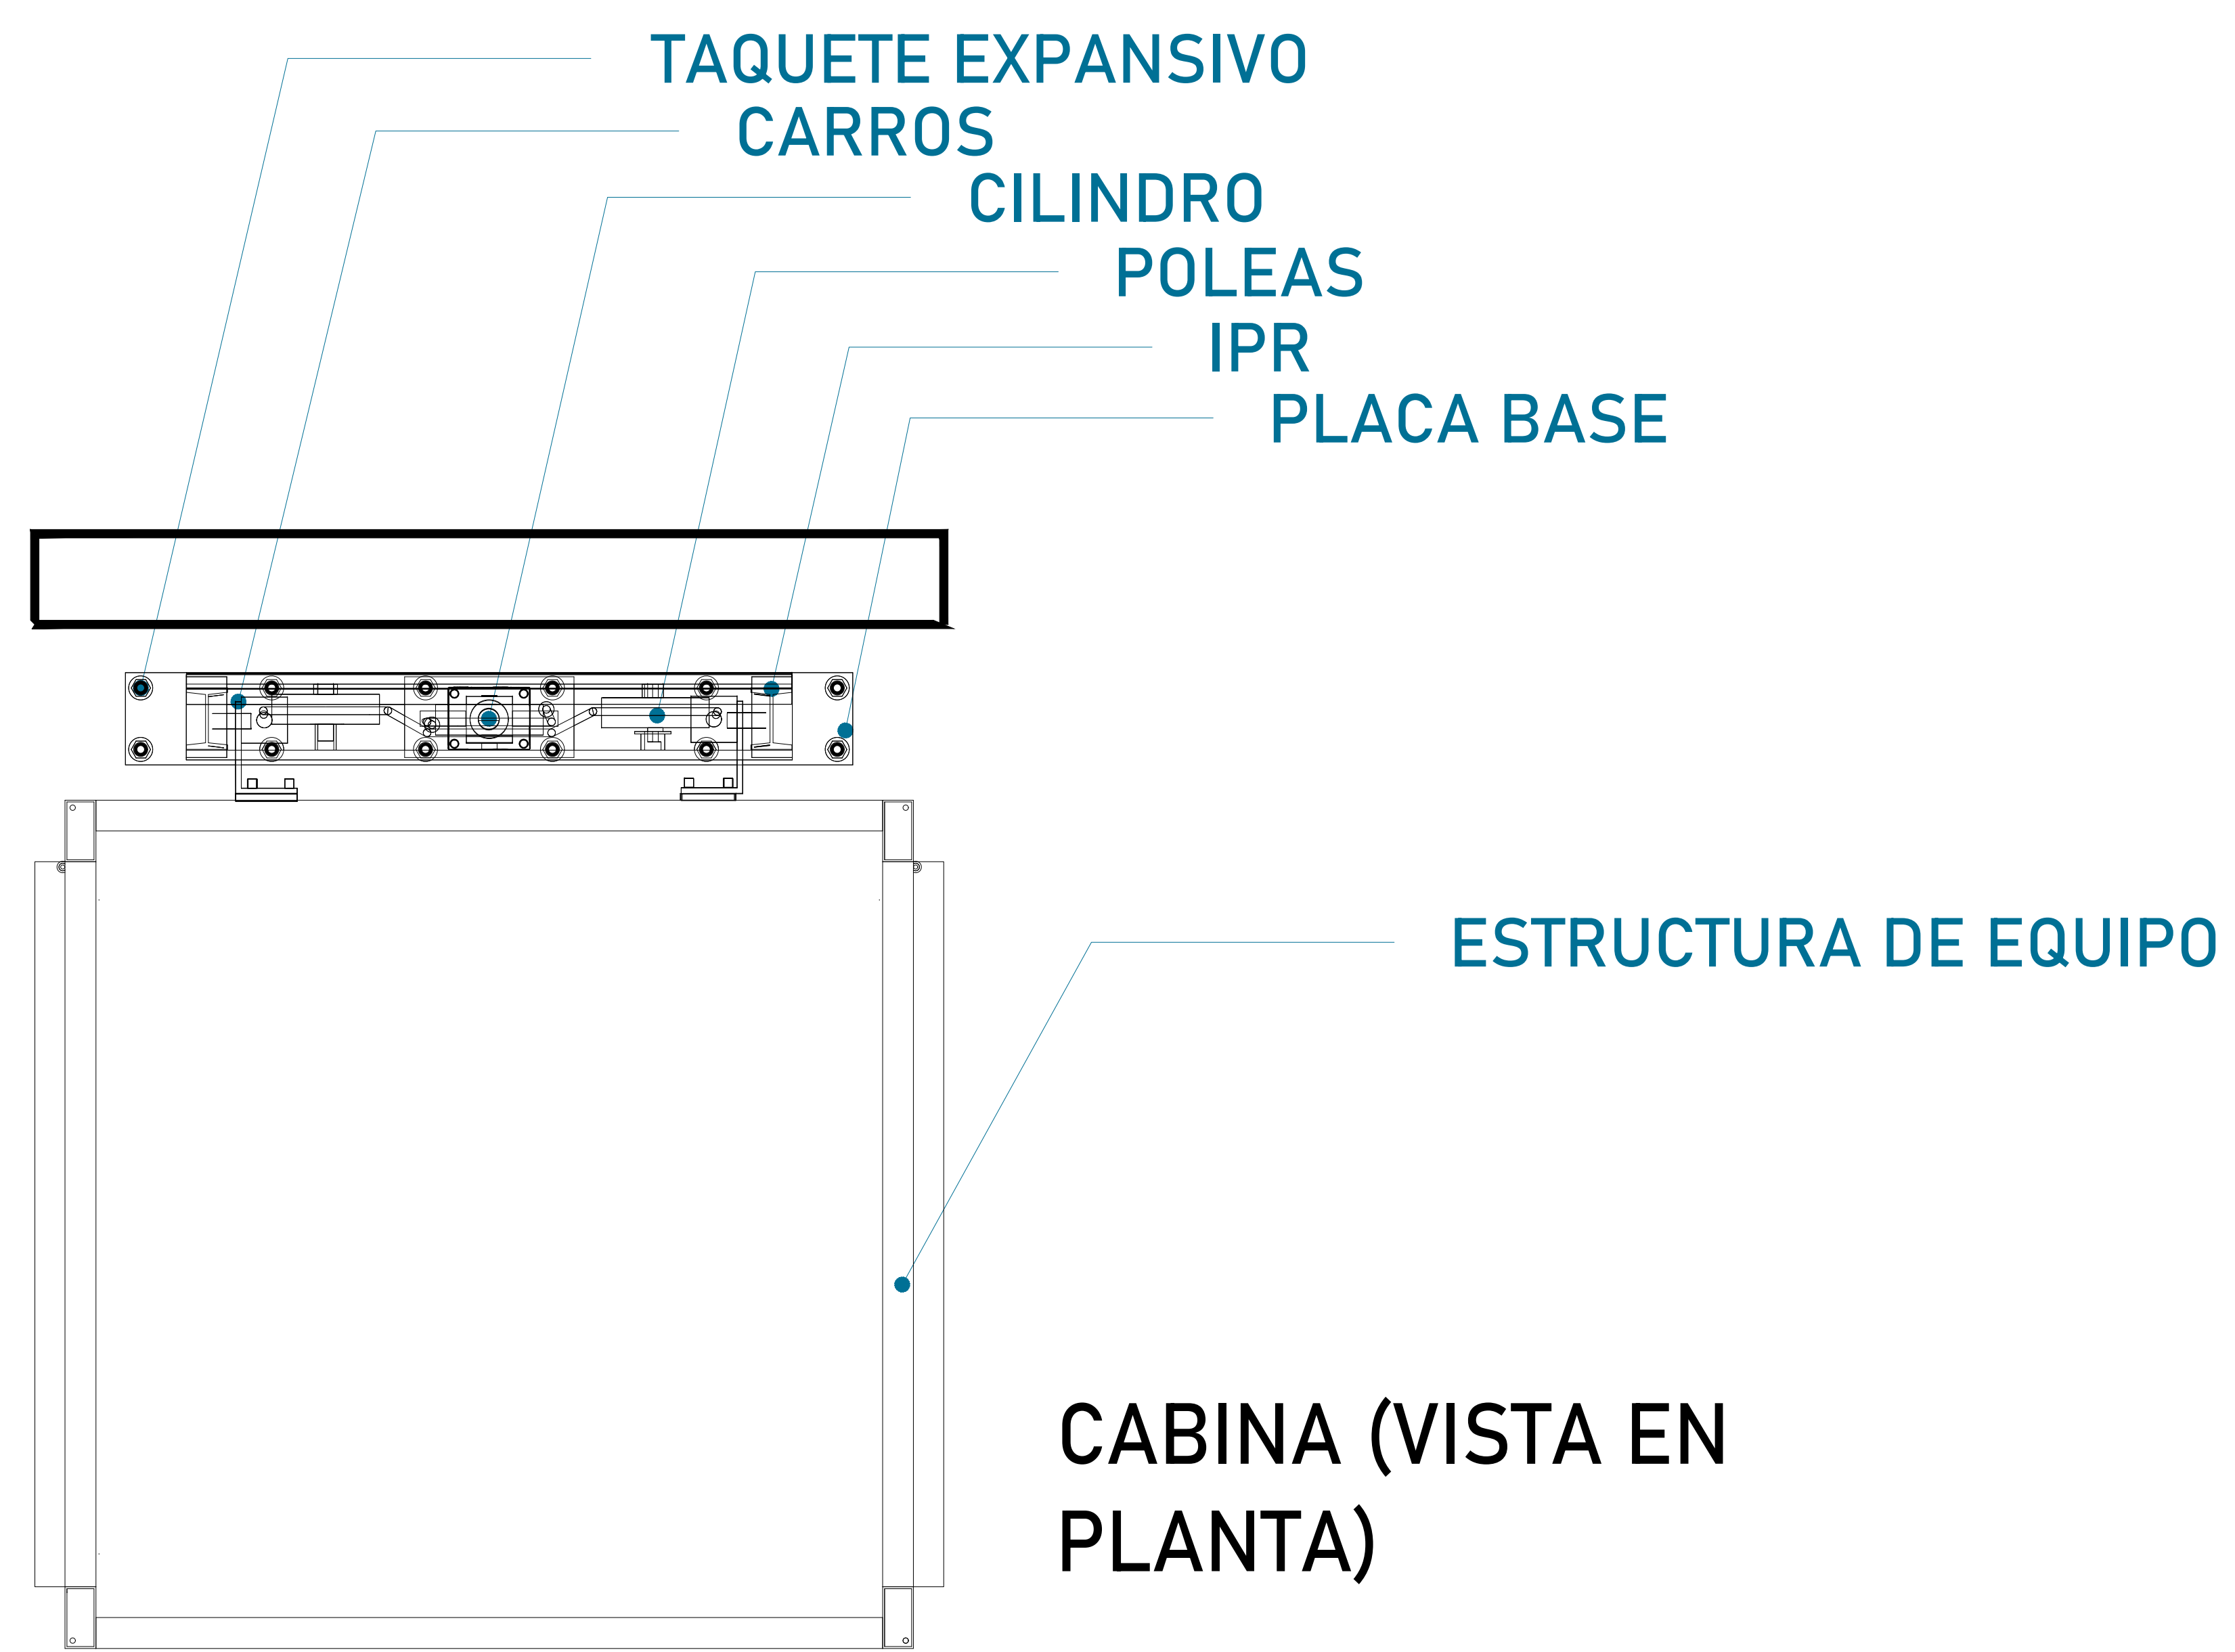 TAQUETE EXPANSIVO
CARROS
CILINDRO
POLEAS
IPR
PLACA BASE
ESTRUCTURA DE EQUIPO
CABINA (VISTA EN
PLANTA)